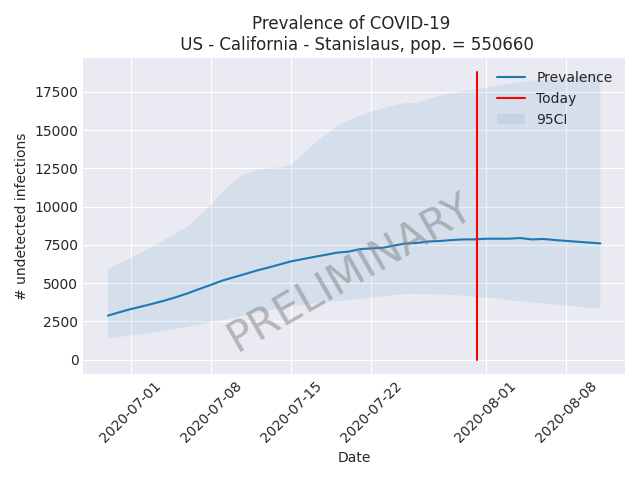 Prevalence of COVID-19
US - California - Stanislaus, pop. = 550660
Prevalence
Today
95CI
17500
15000
12500
10000
7500
5000
2500
0
# undetected infections
PRELIMINARY
2020-07-01
2020-07-08
2020-07-15
2020-07-22
2020-08-01
2020-08-08
Date